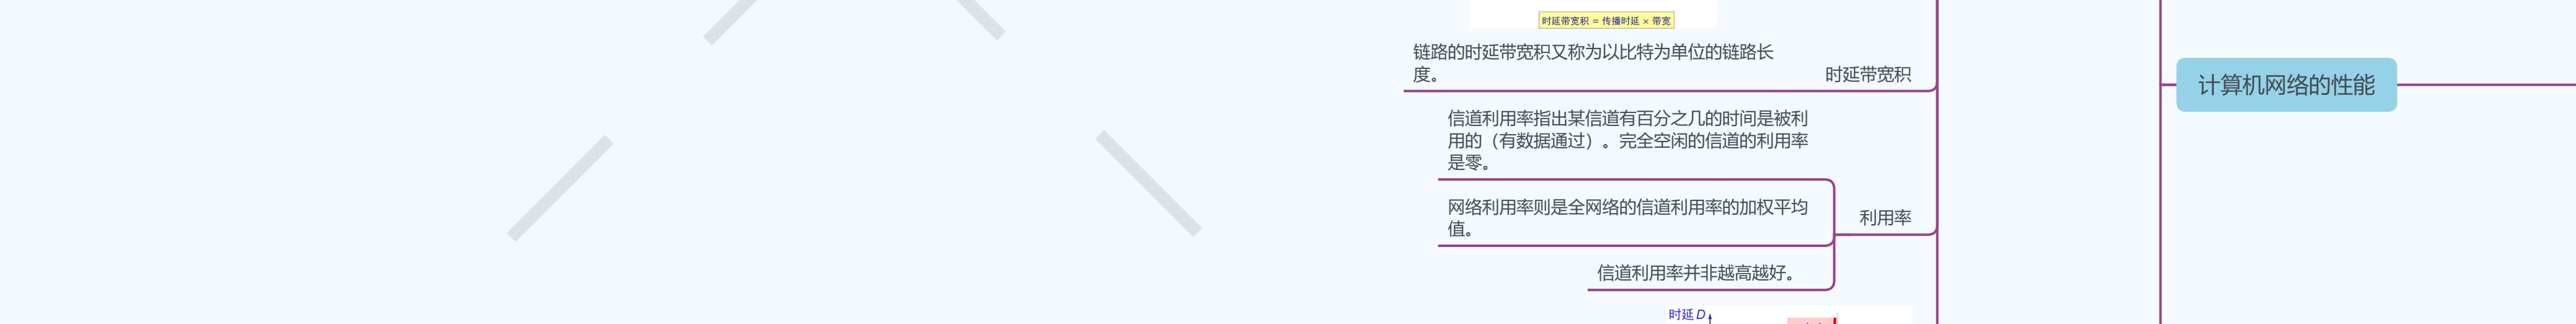 时延带宽积 = 传播时延 × 带宽
链路的时延带宽积又称为以比特为单位的链路长
度。
时延带宽积
计算机网络的性能
信道利用率指出某信道有百分之几的时间是被利
用的（有数据通过）。完全空闲的信道的利用率
是零。
网络利用率则是全网络的信道利用率的加权平均
值。
利用率
信道利用率并非越高越好。
时延 D